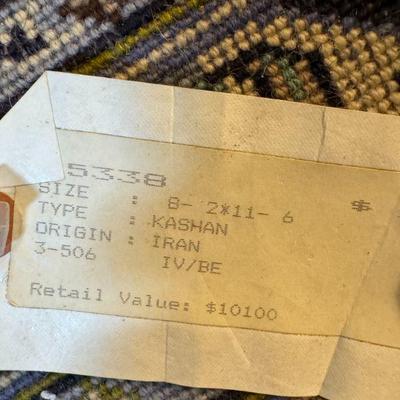 5338
SIZE : 8- 2*11- 6 $
TYPE : KASHAN
ORIGIN : IRAN
3-506 IV/BE
Retail Value: $10100